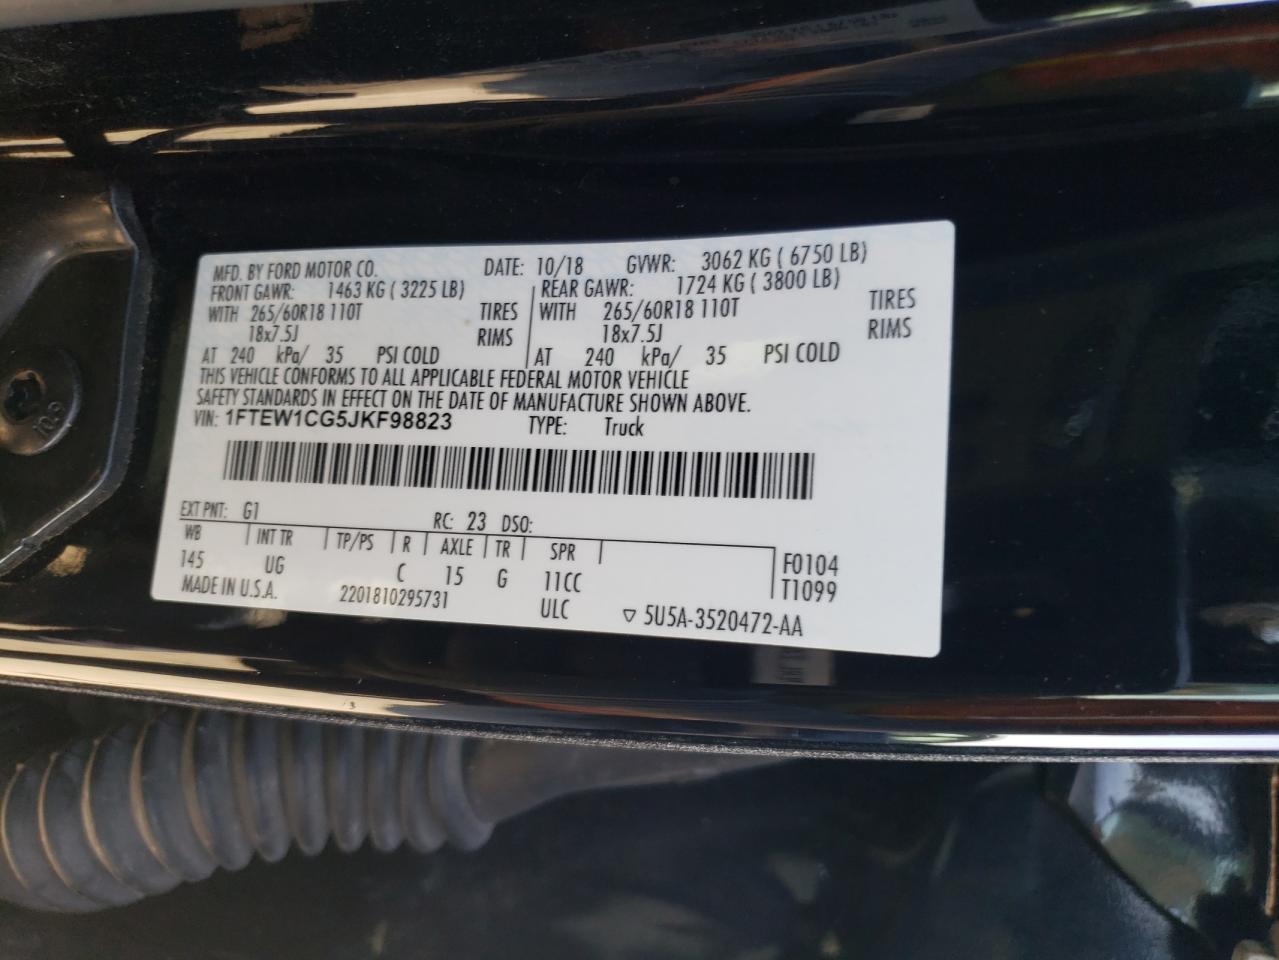 MFD. BY FORD MOTOR CO. DATE: 10/18 GVWR: 3062 KG ( 6750 LB)
FRONT GAWR: 1463 KG ( 3225 LB) REAR GAWR: 1724 KG ( 3800 LB)
WITH 265/60R18 110T TIRES WITH 265/60R18 110T TIRES
18x7.5J RIMS 18x7.5J RIMS
AT 240 kPa/ 35 PSI COLD AT 240 kPa/ 35 PSI COLD
THIS VEHICLE CONFORMS TO ALL APPLICABLE FEDERAL MOTOR VEHICLE
SAFETY STANDARDS IN EFFECT ON THE DATE OF MANUFACTURE SHOWN ABOVE.
VIN: 1FTEW1CG5JKF98823 TYPE: Truck
EXT PNT: G1 RC: 23 DSO:
WB INT TR TP/PS R AXLE TR SPR F0104
145 UG C 15 G 11CC T1099
MADE IN U.S.A. 2201810295731 ULC ▽ 5U5A-3520472-AA
10.9